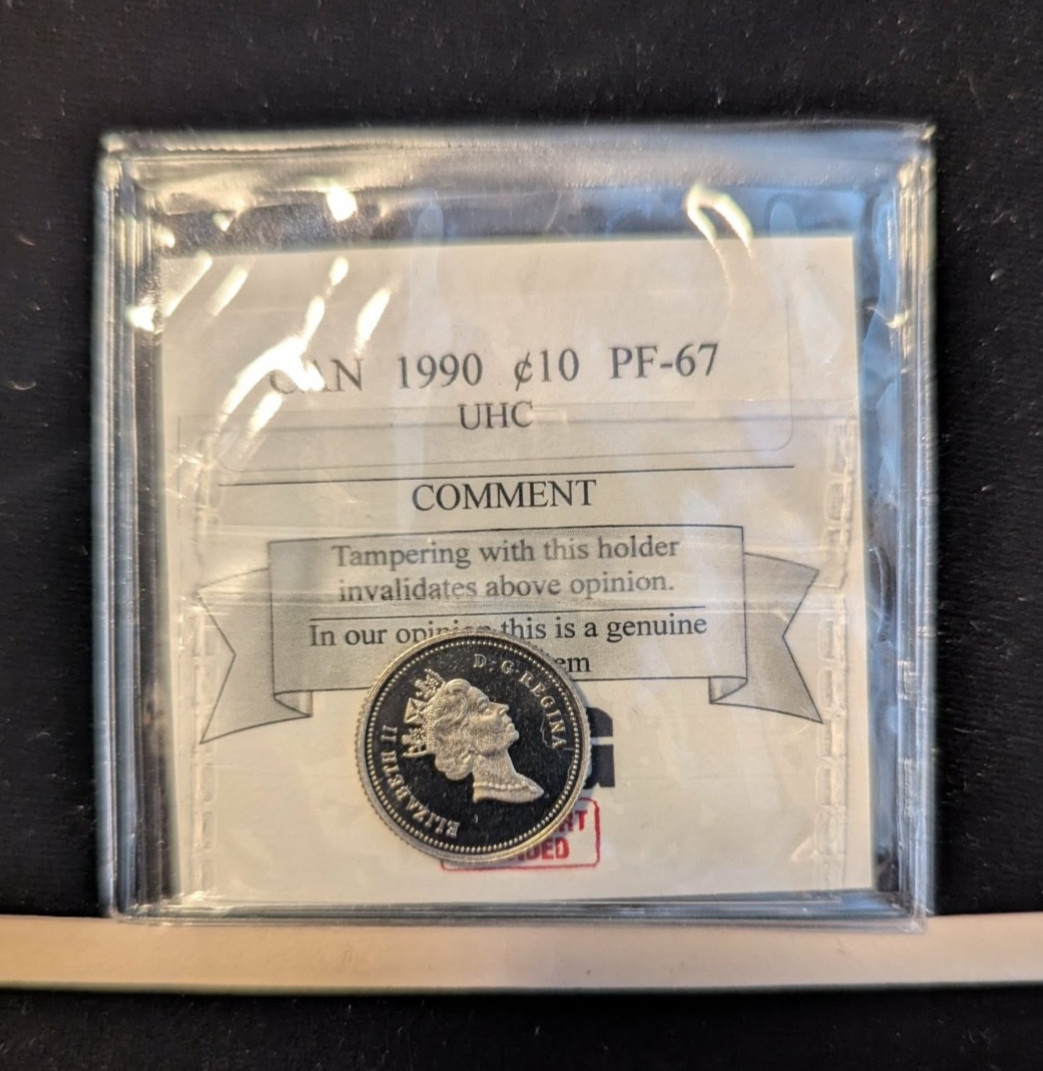 CAN 1990 ¢10 PF-67
UHC
COMMENT
Tampering with this holder
invalidates above opinion.
In our opinion this is a genuine
ELIZABETH II D·G·REGINA